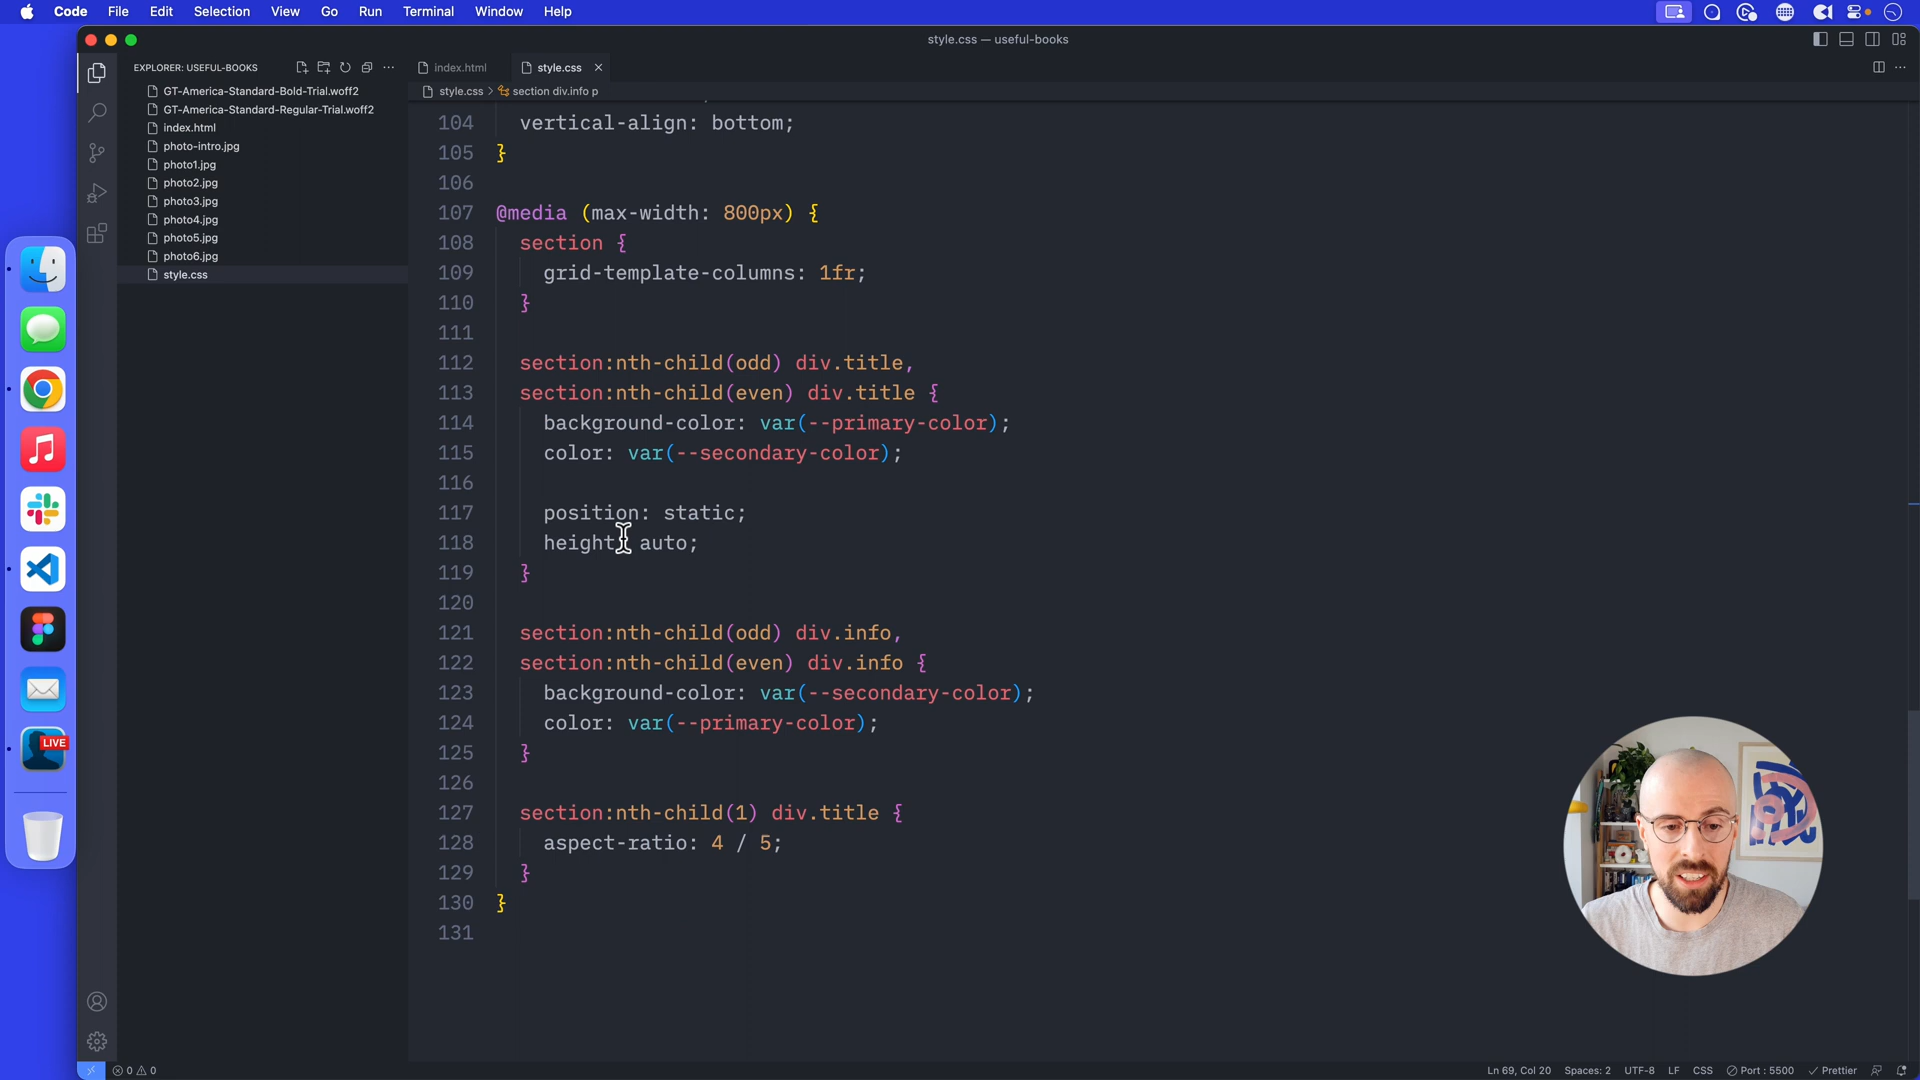 Code File Edit Selection View Go Run Terminal Window Help
style.css — useful-books
EXPLORER: USEFUL-BOOKS
GT-America-Standard-Bold-Trial.woff2
GT-America-Standard-Regular-Trial.woff2
index.html
photo-intro.jpg
photo1.jpg
photo2.jpg
photo3.jpg
photo4.jpg
photo5.jpg
photo6.jpg
style.css
index.html style.css
style.css > section div.info p
104 vertical-align: bottom;
105 }
106
107 @media (max-width: 800px) {
108 section {
109 grid-template-columns: 1fr;
110 }
111
112 section:nth-child(odd) div.title,
113 section:nth-child(even) div.title {
114 background-color: var(--primary-color);
115 color: var(--secondary-color);
116
117 position: static;
118 height: auto;
119 }
120
121 section:nth-child(odd) div.info,
122 section:nth-child(even) div.info {
123 background-color: var(--secondary-color);
124 color: var(--primary-color);
125 }
126
127 section:nth-child(1) div.title {
128 aspect-ratio: 4 / 5;
129 }
130 }
131
LIVE
0 0
Ln 69, Col 20 Spaces: 2 UTF-8 LF CSS Port : 5500 Prettier